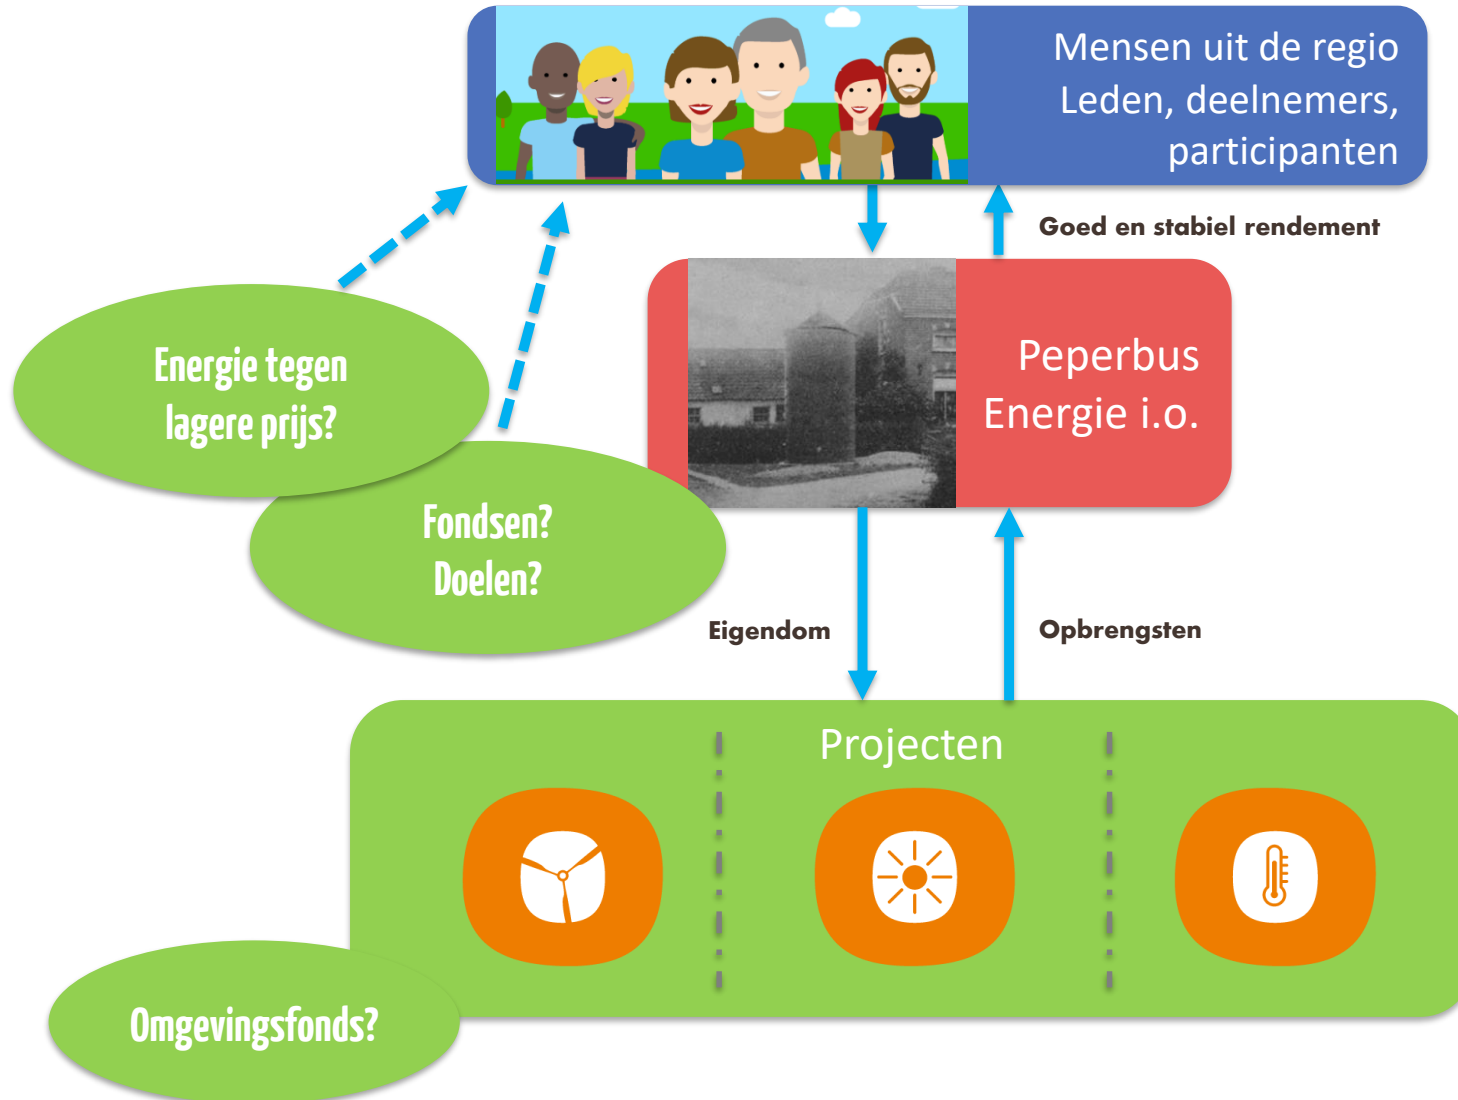 Mensen uit de regio
Leden, deelnemers,
participanten
Goed en stabiel rendement
Peperbus
Energie i.o.
Energie tegen
lagere prijs?
Fondsen?
Doelen?
Eigendom
Opbrengsten
Projecten
Omgevingsfonds?